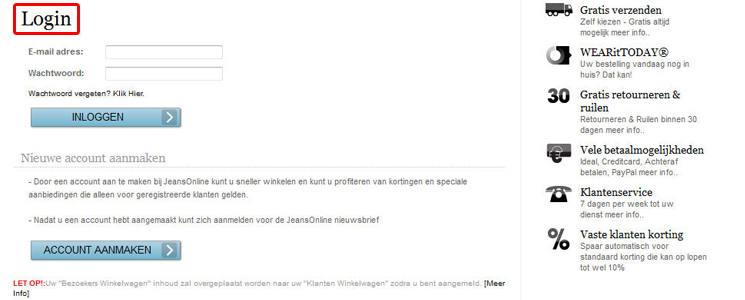 Login
E-mail adres:
Wachtwoord:
Wachtwoord vergeten? Klik Hier.
INLOGGEN
Nieuwe account aanmaken
- Door een account aan te maken bij JeansOnline kunt u sneller winkelen en kunt u profiteren van kortingen en speciale
aanbiedingen die alleen voor geregistreerde klanten gelden.
- Nadat u een account hebt aangemaakt kunt zich aanmelden voor de JeansOnline nieuwsbrief
ACCOUNT AANMAKEN
LET OP!:Uw "Bezoekers Winkelwagen" inhoud zal overgeplaatst worden naar uw "Klanten Winkelwagen" zodra u bent aangemeld. [Meer
Info]
Gratis verzenden
Zelf kiezen - Gratis altijd
mogelijk meer info..
WEARitTODAY®
Uw bestelling vandaag nog in
huis? Dat kan!
30
Gratis retourneren &
ruilen
Retourneren & Ruilen binnen 30
dagen meer info..
Vele betaalmogelijkheden
Ideal, Creditcard, Achteraf
betalen, PayPal meer info..
Klantenservice
7 dagen per week tot uw
dienst meer info..
%
Vaste klanten korting
Spaar automatisch voor
standaard korting die kan op lopen
tot wel 10%